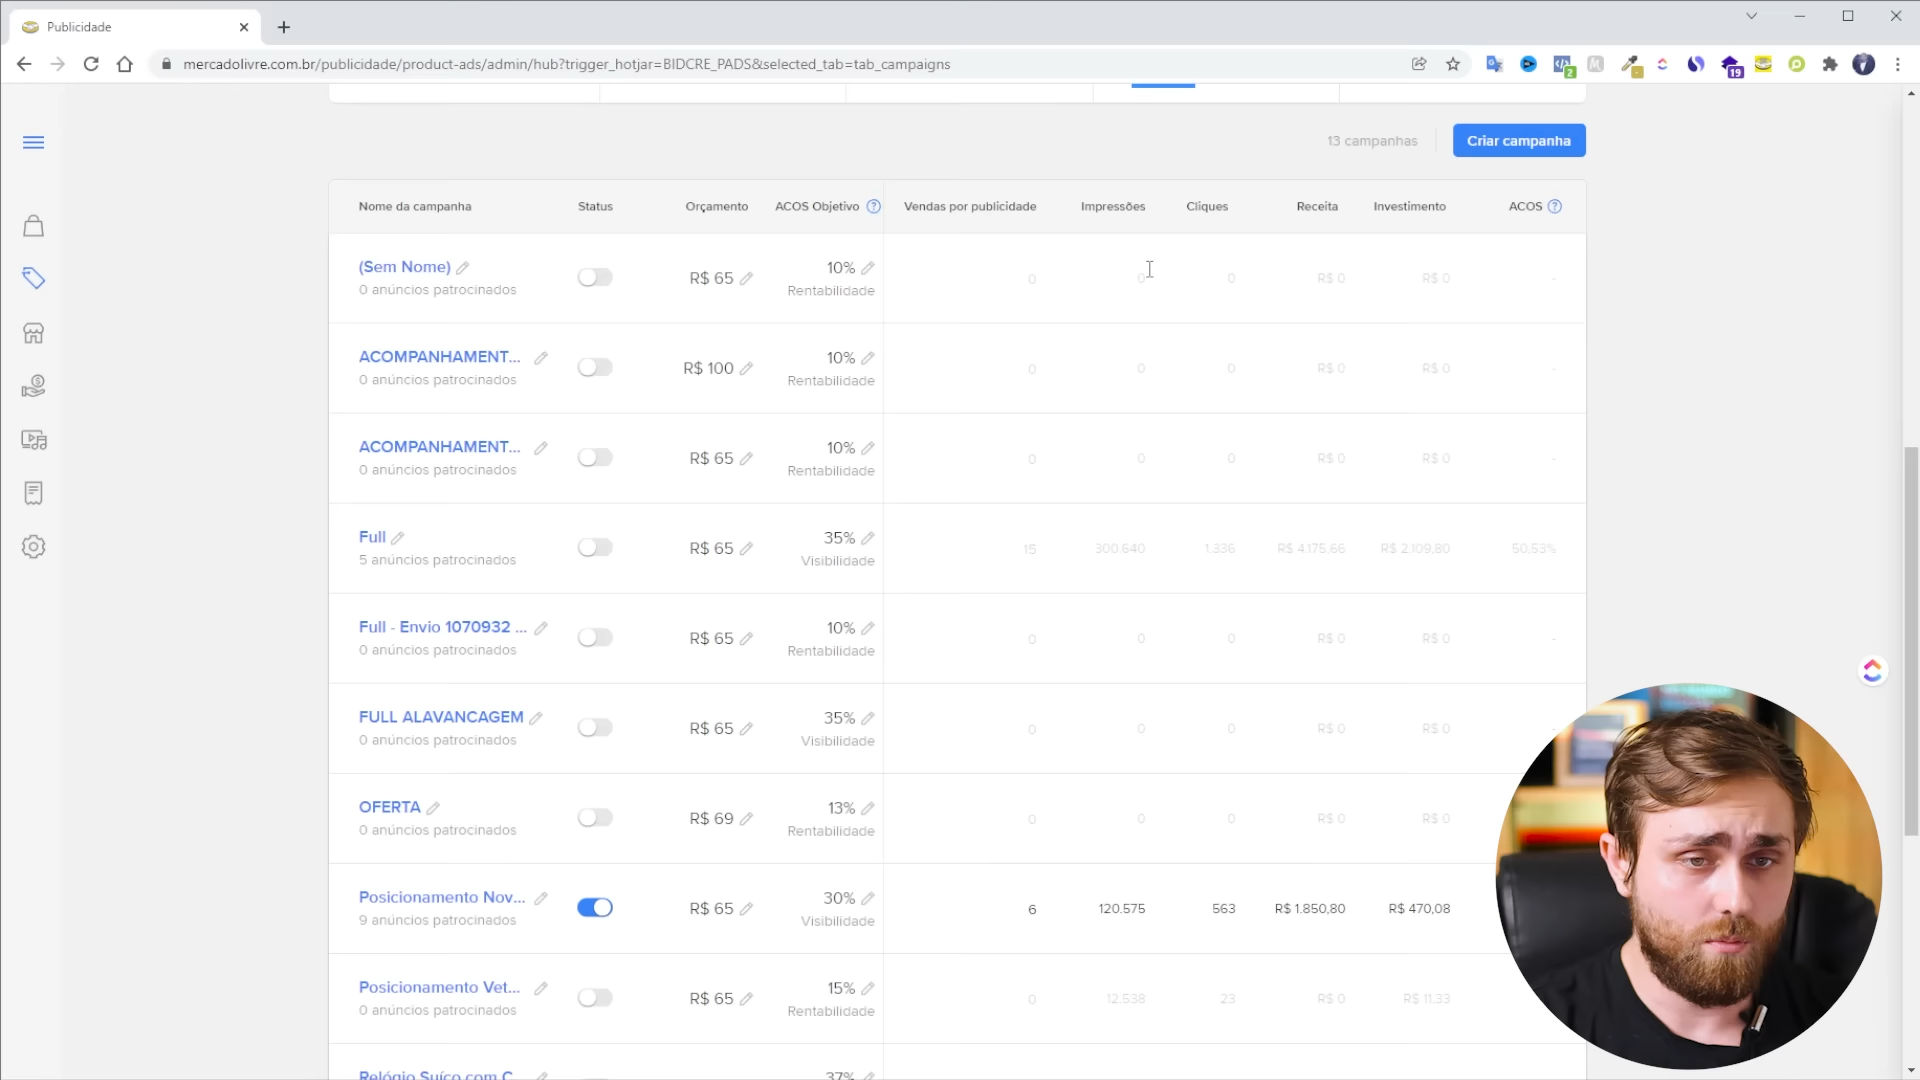 Publicidade
mercadolivre.com.br/publicidade/product-ads/admin/hub?trigger_hotjar=BIDCRE_PADS&selected_tab=tab_campaigns
2
19
13 campanhas
Criar campanha
Nome da campanha Status Orçamento ACOS Objetivo ? Vendas por publicidade Impressões Cliques Receita Investimento ACOS ?
(Sem Nome) R$ 65 10% 0 0 0 R$ 0 R$ 0 -
0 anúncios patrocinados Rentabilidade
ACOMPANHAMENT... R$ 100 10% 0 0 0 R$ 0 R$ 0 -
0 anúncios patrocinados Rentabilidade
ACOMPANHAMENT... R$ 65 10% 0 0 0 R$ 0 R$ 0 -
0 anúncios patrocinados Rentabilidade
Full R$ 65 35% 15 300.640 1.336 R$ 4.175,66 R$ 2.109,80 50,53%
5 anúncios patrocinados Visibilidade
Full - Envio 1070932 ... R$ 65 10% 0 0 0 R$ 0 R$ 0 -
0 anúncios patrocinados Rentabilidade
FULL ALAVANCAGEM R$ 65 35% 0 0 0 R$ 0 R$ 0
0 anúncios patrocinados Visibilidade
OFERTA R$ 69 13% 0 0 0 R$ 0 R$ 0
0 anúncios patrocinados Rentabilidade
Posicionamento Nov... R$ 65 30% 6 120.575 563 R$ 1.850,80 R$ 470,08
9 anúncios patrocinados Visibilidade
Posicionamento Vet... R$ 65 15% 0 12.538 23 R$ 0 R$ 11,33
0 anúncios patrocinados Rentabilidade
Relógio Suíço com C... 37%